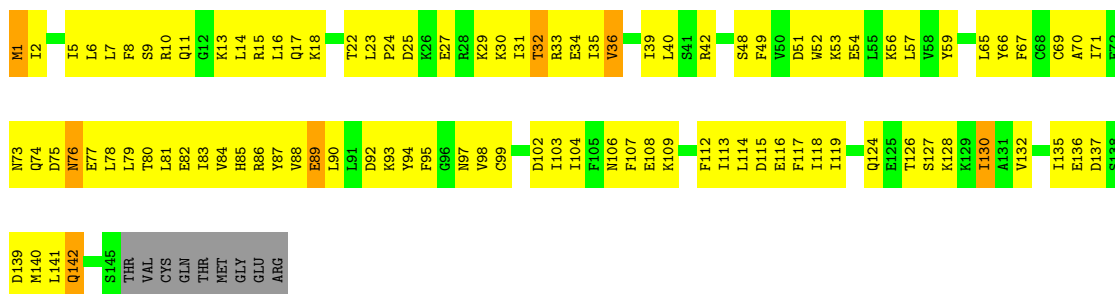 M1 I2 I5 L6 L7 F8 S9 R10 Q11 G12 K13 L14 R15 L16 Q17 K18 T22 L23 P24 D25 K26 E27 R28 K29 K30 I31 T32 R33 E34 I35 V36 I39 L40 S41 R42 S48 F49 V50 D51 W52 K53 E54 L55 K56 L57 V58 Y59 L65 Y66 F67 C68 C69 A70 I71 E72
N73 Q74 D75 N76 E77 L78 L79 T80 L81 E82 I83 V84 H85 R86 Y87 V88 E89 L90 L91 D92 K93 Y94 F95 G96 N97 V98 C99 D102 I103 I104 F105 N106 F107 E108 K109 F112 I113 L114 D115 E116 F117 I118 I119 Q124 E125 T126 S127 K128 K129 I130 A131 V132 I135 E136 D137 S138
D139 M140 L141 Q142 S145 THR VAL CYS GLN THR MET GLY GLU ARG